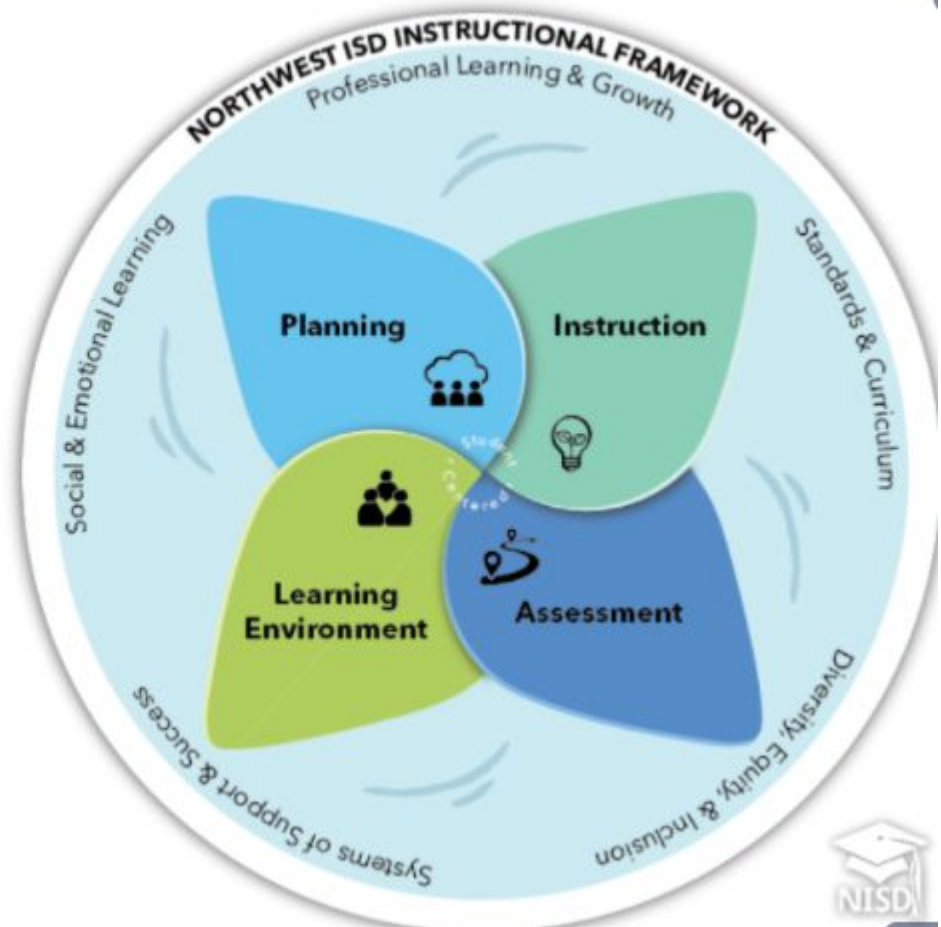 NORTHWEST ISD INSTRUCTIONAL FRAMEWORK
Professional Learning & Growth
Social & Emotional Learning
Standards & Curriculum
Planning
Instruction
Student
Centered
Learning
Environment
Assessment
Systems of Support & Success
Diversity, Equity, & Inclusion
NISD